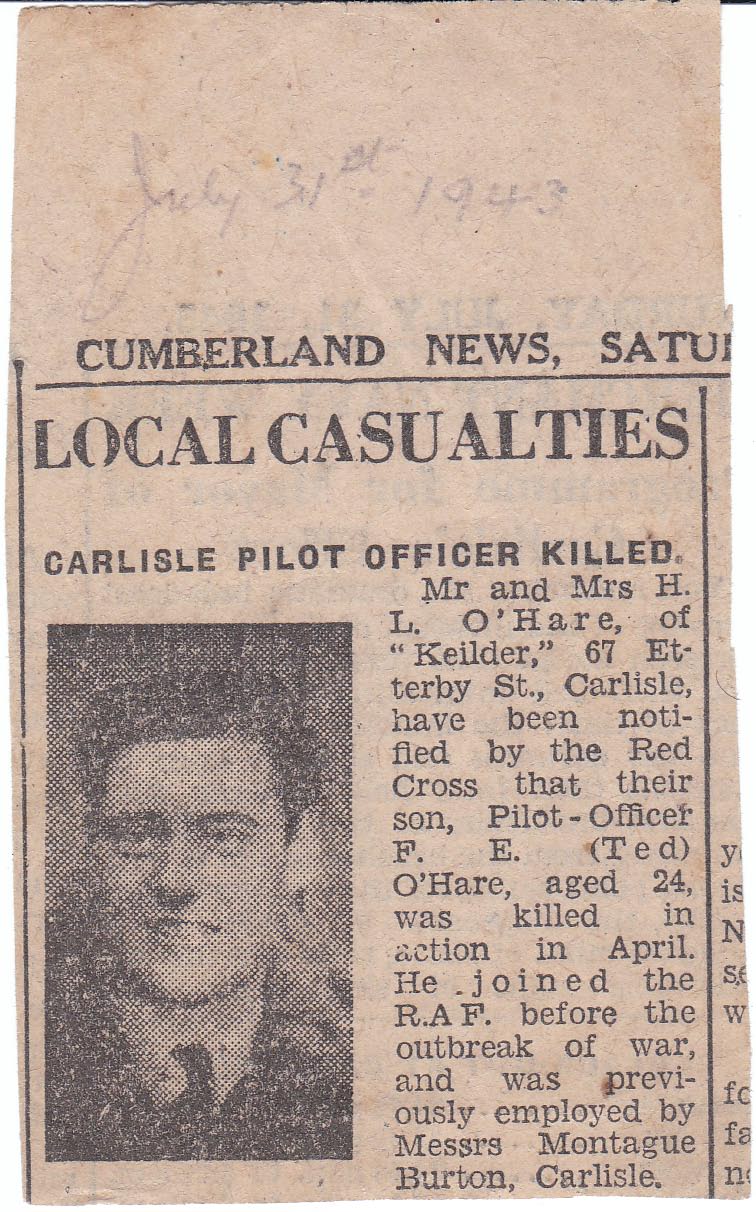 July 31st 1943
CUMBERLAND NEWS, SATU
LOCAL CASUALTIES
CARLISLE PILOT OFFICER KILLED.
Mr and Mrs H.
L. O'Hare, of
"Keilder," 67 Et-
terby St., Carlisle,
have been noti-
fied by the Red
Cross that their
son, Pilot-Officer
F. E. (Ted)
O'Hare, aged 24,
was killed in
action in April.
He joined the
R.A.F. before the
outbreak of war,
and was previ-
ously employed by
Messrs Montague
Burton, Carlisle.